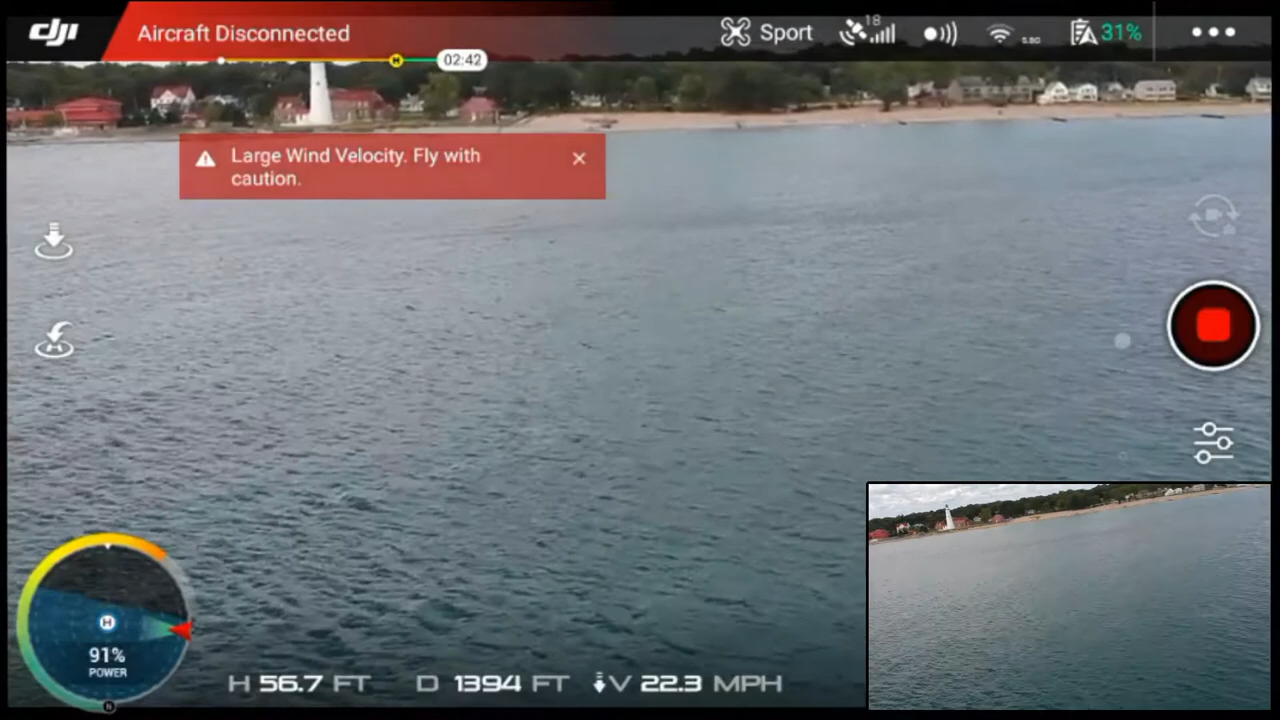 dji
Aircraft Disconnected
Sport
18
31%
H
02:42
Large Wind Velocity. Fly with
caution.
H
91%
POWER
N
H 56.7 FT
D 1394 FT
V 22.3 MPH